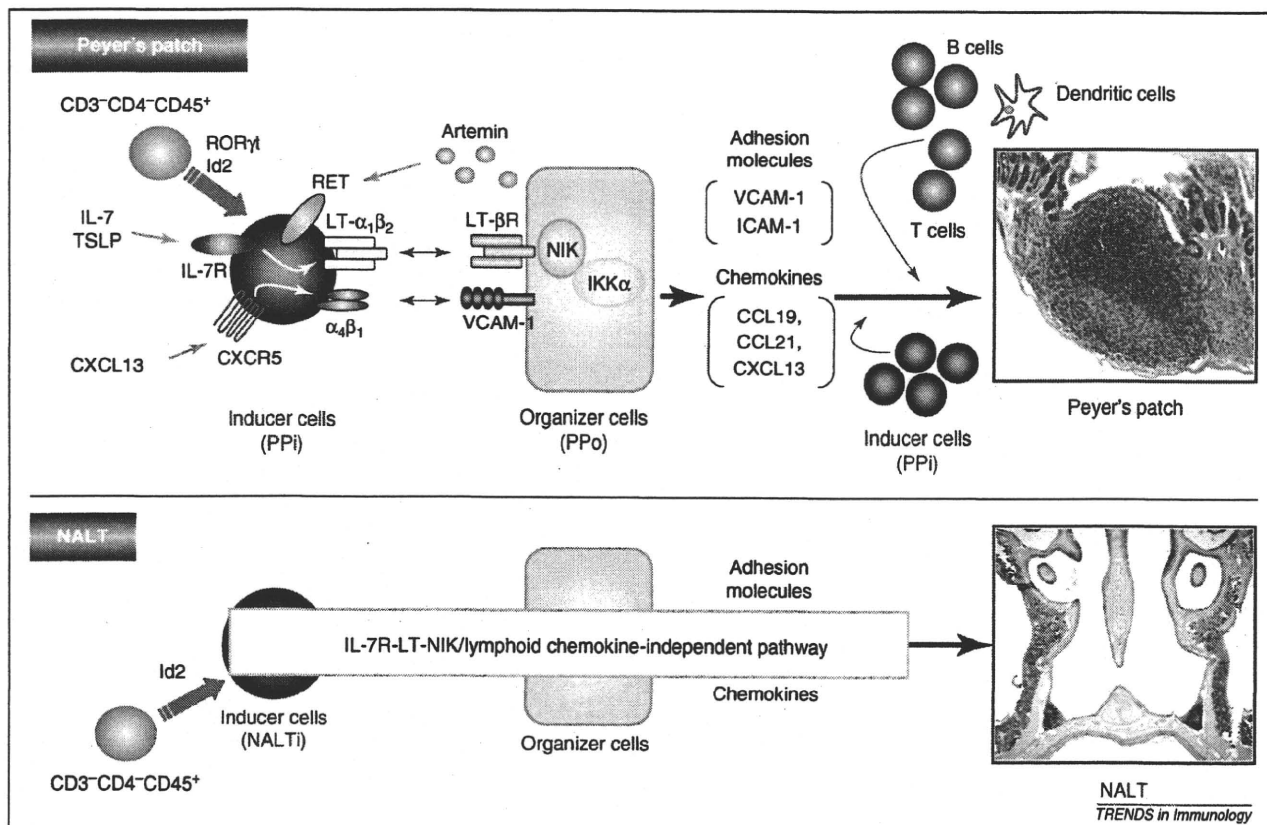 Peyer's patch
CD3⁻CD4⁻CD45⁺
RORγt
Id2
IL-7
TSLP
IL-7R
CXCL13
CXCR5
RET
Artemin
LT-α₁β₂
α₄β₁
LT-βR
VCAM-1
NIK
IKKα
Inducer cells
(PPi)
Organizer cells
(PPo)
Adhesion
molecules
VCAM-1
ICAM-1
Chemokines
CCL19,
CCL21,
CXCL13
B cells
Dendritic cells
T cells
Inducer cells
(PPi)
Peyer's patch
NALT
CD3⁻CD4⁻CD45⁺
Id2
Inducer cells
(NALTi)
IL-7R-LT-NIK/lymphoid chemokine-independent pathway
Organizer cells
Adhesion
molecules
Chemokines
NALT
TRENDS in Immunology